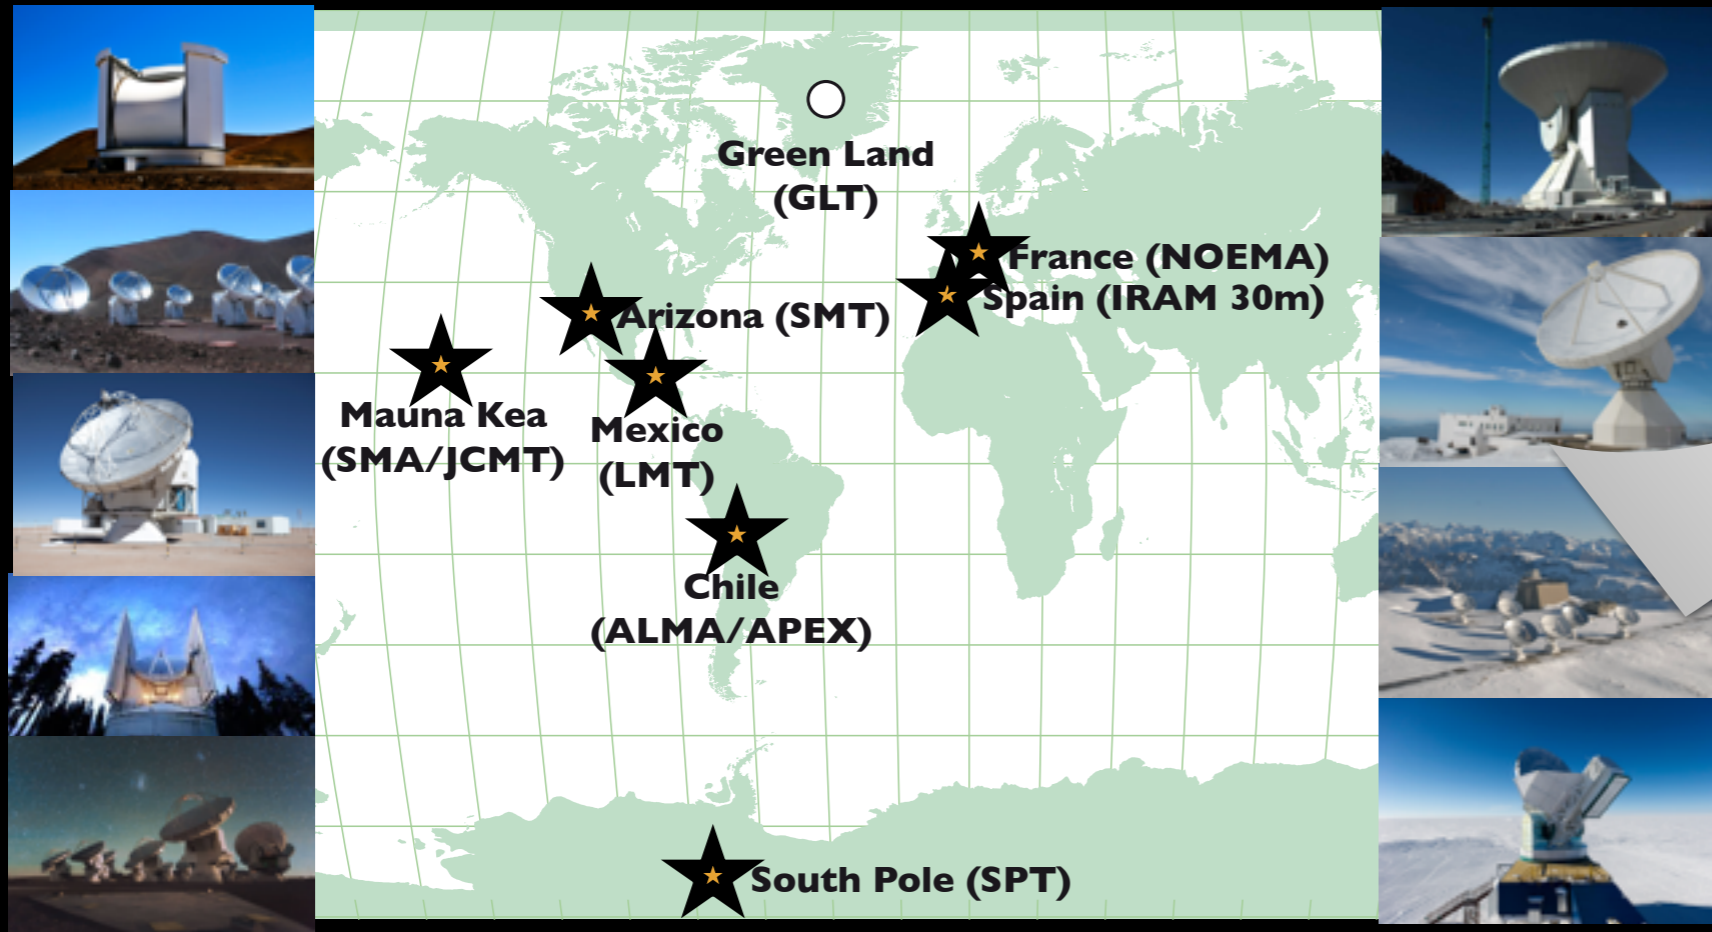 Green Land
(GLT)
France (NOEMA)
Spain (IRAM 30m)
Arizona (SMT)
Mauna Kea
(SMA/JCMT)
Mexico
(LMT)
Chile
(ALMA/APEX)
South Pole (SPT)